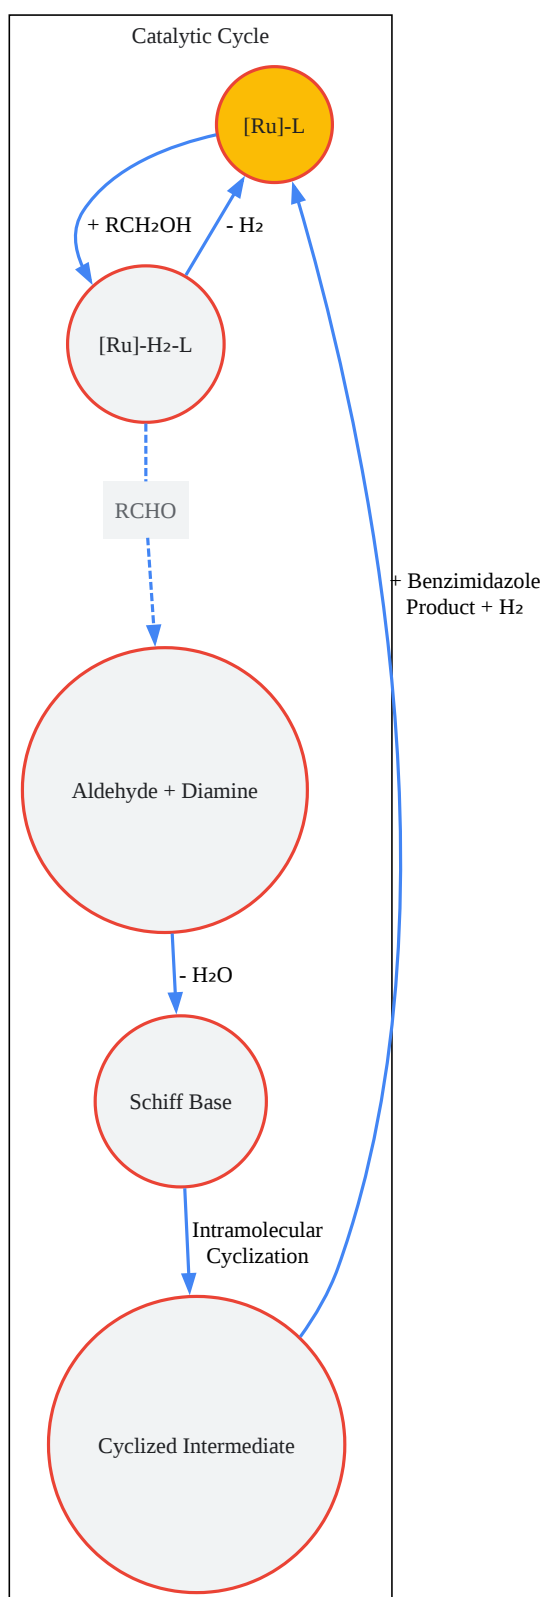 Catalytic Cycle
[Ru]-L
+ RCH₂OH
- H₂
[Ru]-H₂-L
RCHO
+ Benzimidazole
Product + H₂
Aldehyde + Diamine
- H₂O
Schiff Base
Intramolecular
Cyclization
Cyclized Intermediate